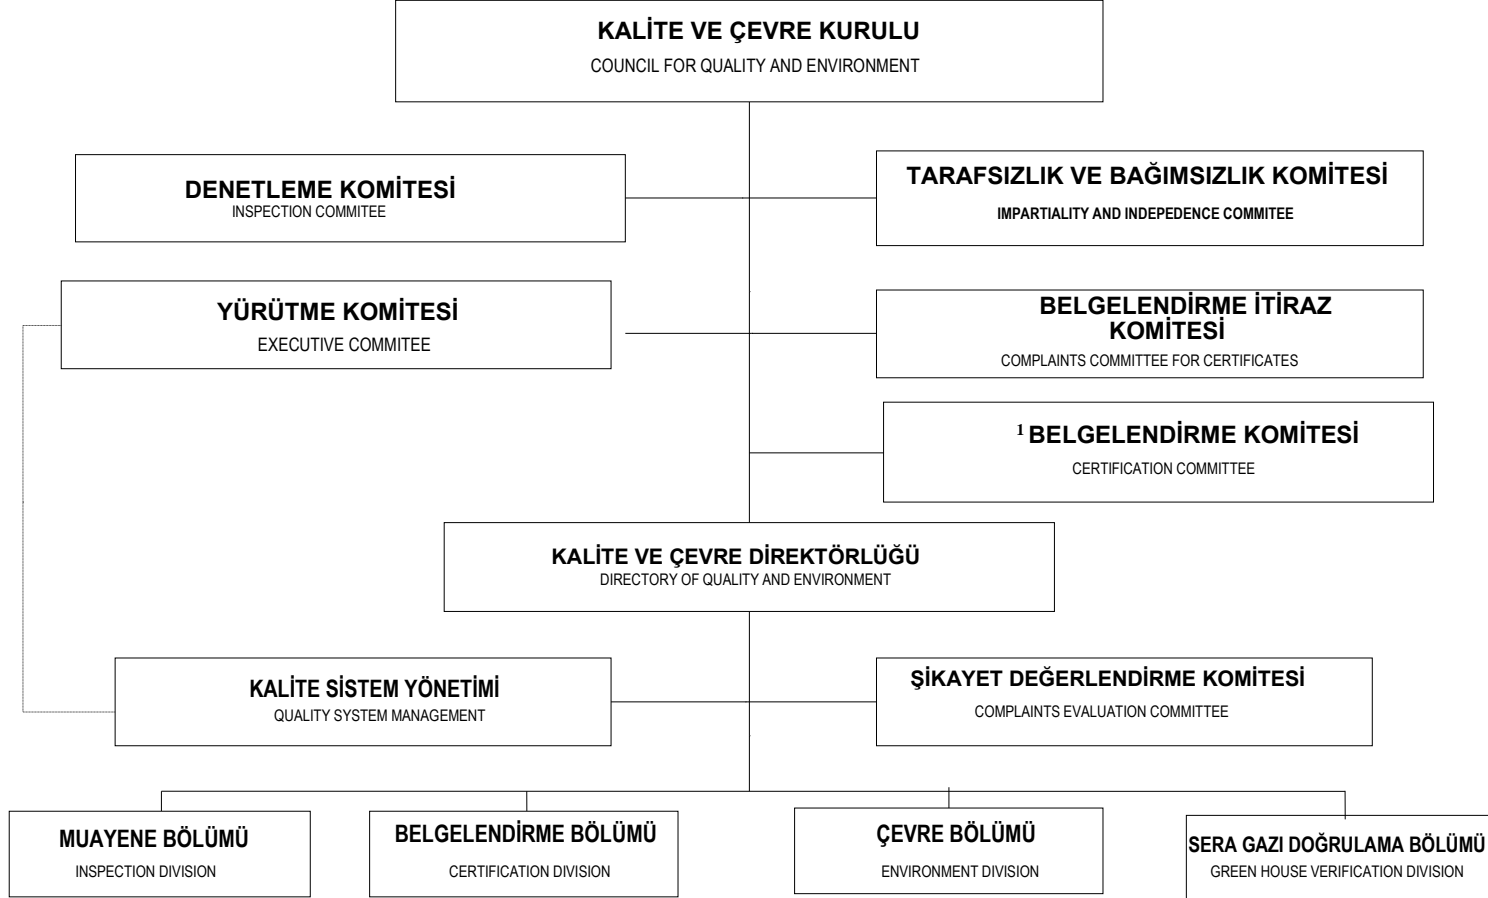 KALİTE VE ÇEVRE KURULU
COUNCIL FOR QUALITY AND ENVIRONMENT
DENETLEME KOMİTESİ
INSPECTION COMMITEE
TARAFSIZLIK VE BAĞIMSIZLIK KOMİTESİ
IMPARTIALITY AND INDEPEDENCE COMMITEE
YÜRÜTME KOMİTESİ
EXECUTIVE COMMITEE
BELGELENDİRME İTİRAZ
KOMİTESİ
COMPLAINTS COMMITTEE FOR CERTIFICATES
1 BELGELENDİRME KOMİTESİ
CERTIFICATION COMMITTEE
KALİTE VE ÇEVRE DİREKTÖRLÜĞÜ
DIRECTORY OF QUALITY AND ENVIRONMENT
KALİTE SİSTEM YÖNETİMİ
QUALITY SYSTEM MANAGEMENT
ŞİKAYET DEĞERLENDİRME KOMİTESİ
COMPLAINTS EVALUATION COMMITTEE
MUAYENE BÖLÜMÜ
INSPECTION DIVISION
BELGELENDİRME BÖLÜMÜ
CERTIFICATION DIVISION
ÇEVRE BÖLÜMÜ
ENVIRONMENT DIVISION
SERA GAZI DOĞRULAMA BÖLÜMÜ
GREEN HOUSE VERIFICATION DIVISION